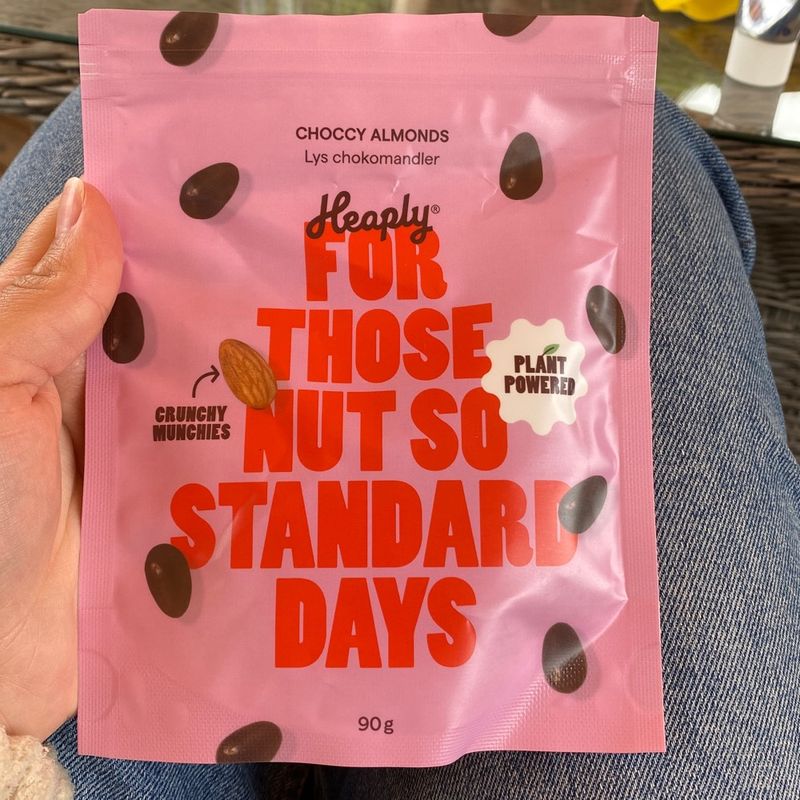 CHOCCY ALMONDS
Lys chokomandler
Heaply®
FOR
THOSE
NUT SO
STANDARD
DAYS
PLANT
POWERED
CRUNCHY
MUNCHIES
90g